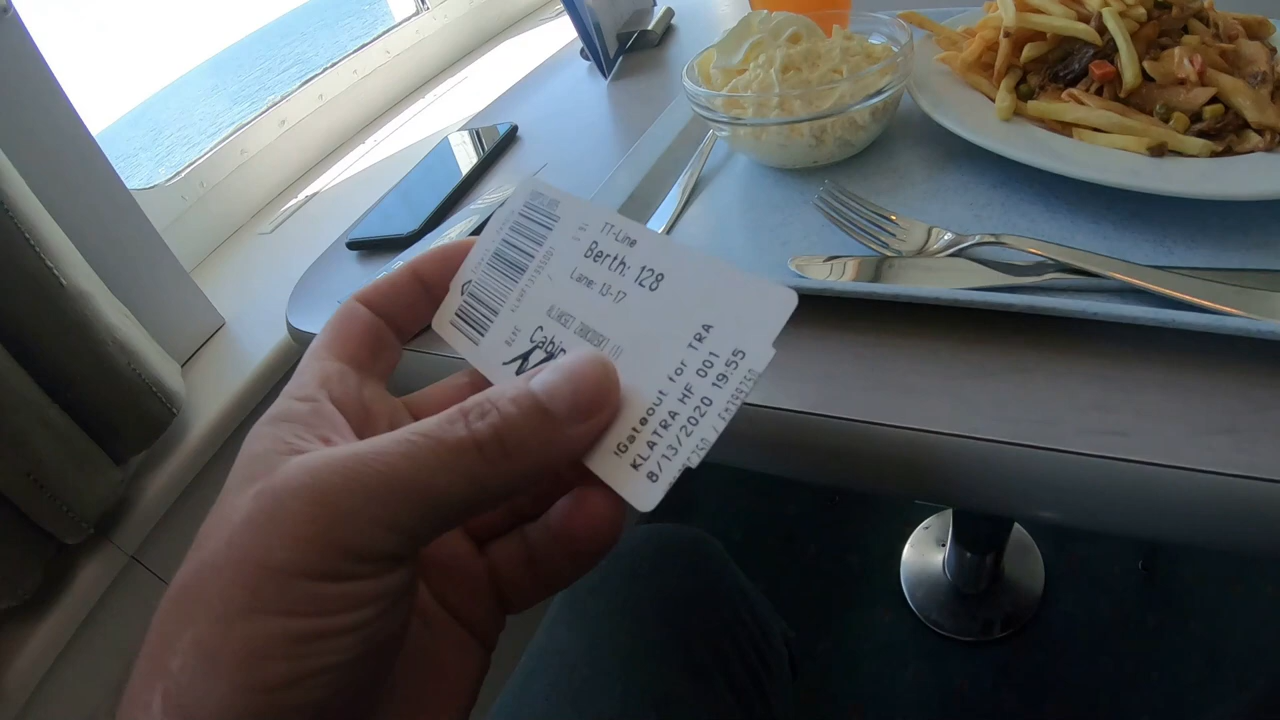 TT-Line
Berth: 128
Lane: 13-17
Cabin
!Gateout for TRA
KLATRA HF 001
8/13/2020 19:55